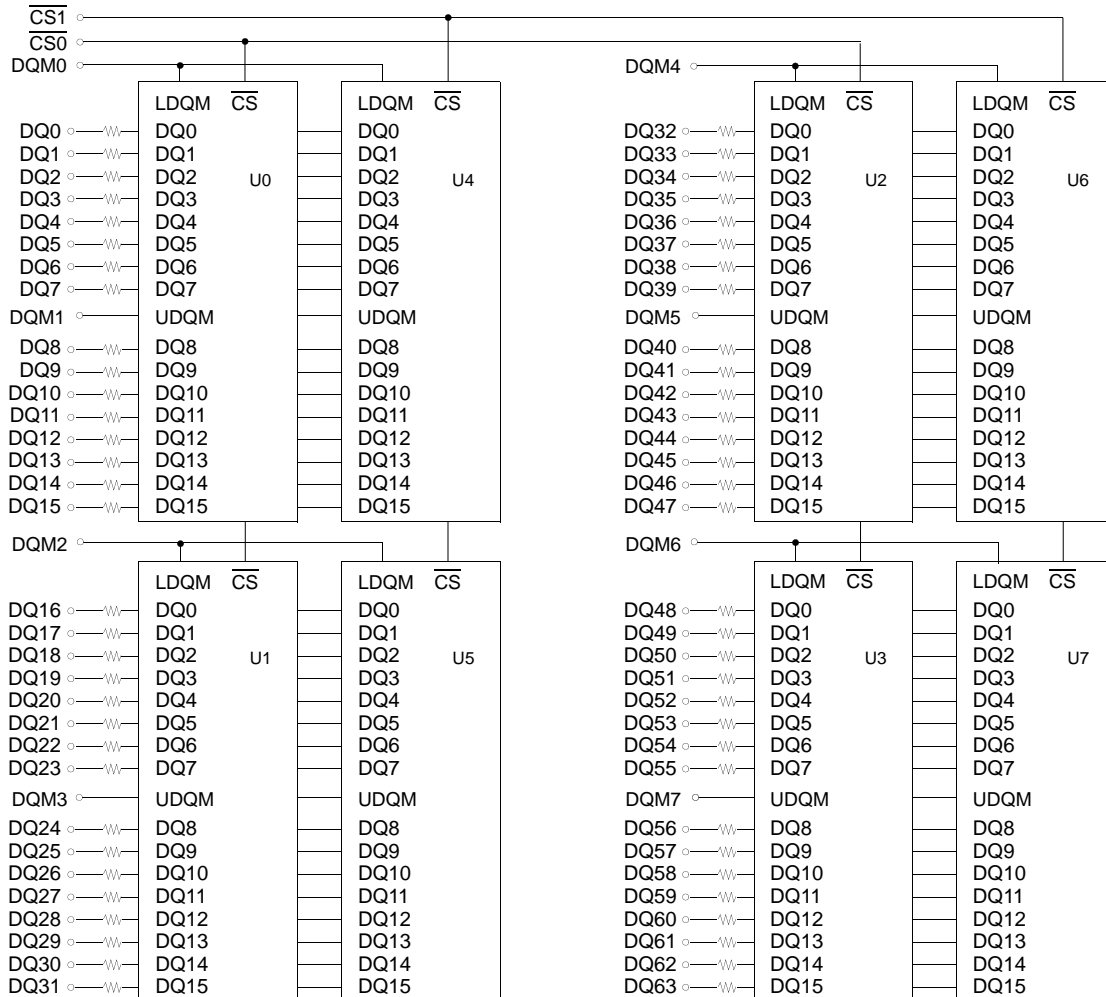 CS1
CS0
DQM0 DQM4
LDQM CS LDQM CS LDQM CS LDQM CS
DQ0 DQ0 DQ0 DQ32 DQ0 DQ0
DQ1 DQ1 DQ1 DQ33 DQ1 DQ1
DQ2 DQ2 U0 DQ2 U4 DQ34 DQ2 U2 DQ2 U6
DQ3 DQ3 DQ3 DQ35 DQ3 DQ3
DQ4 DQ4 DQ4 DQ36 DQ4 DQ4
DQ5 DQ5 DQ5 DQ37 DQ5 DQ5
DQ6 DQ6 DQ6 DQ38 DQ6 DQ6
DQ7 DQ7 DQ7 DQ39 DQ7 DQ7
DQM1 UDQM UDQM DQM5 UDQM UDQM
DQ8 DQ8 DQ8 DQ40 DQ8 DQ8
DQ9 DQ9 DQ9 DQ41 DQ9 DQ9
DQ10 DQ10 DQ10 DQ42 DQ10 DQ10
DQ11 DQ11 DQ11 DQ43 DQ11 DQ11
DQ12 DQ12 DQ12 DQ44 DQ12 DQ12
DQ13 DQ13 DQ13 DQ45 DQ13 DQ13
DQ14 DQ14 DQ14 DQ46 DQ14 DQ14
DQ15 DQ15 DQ15 DQ47 DQ15 DQ15
DQM2 DQM6
LDQM CS LDQM CS LDQM CS LDQM CS
DQ16 DQ0 DQ0 DQ48 DQ0 DQ0
DQ17 DQ1 DQ1 DQ49 DQ1 DQ1
DQ18 DQ2 U1 DQ2 U5 DQ50 DQ2 U3 DQ2 U7
DQ19 DQ3 DQ3 DQ51 DQ3 DQ3
DQ20 DQ4 DQ4 DQ52 DQ4 DQ4
DQ21 DQ5 DQ5 DQ53 DQ5 DQ5
DQ22 DQ6 DQ6 DQ54 DQ6 DQ6
DQ23 DQ7 DQ7 DQ55 DQ7 DQ7
DQM3 UDQM UDQM DQM7 UDQM UDQM
DQ24 DQ8 DQ8 DQ56 DQ8 DQ8
DQ25 DQ9 DQ9 DQ57 DQ9 DQ9
DQ26 DQ10 DQ10 DQ58 DQ10 DQ10
DQ27 DQ11 DQ11 DQ59 DQ11 DQ11
DQ28 DQ12 DQ12 DQ60 DQ12 DQ12
DQ29 DQ13 DQ13 DQ61 DQ13 DQ13
DQ30 DQ14 DQ14 DQ62 DQ14 DQ14
DQ31 DQ15 DQ15 DQ63 DQ15 DQ15